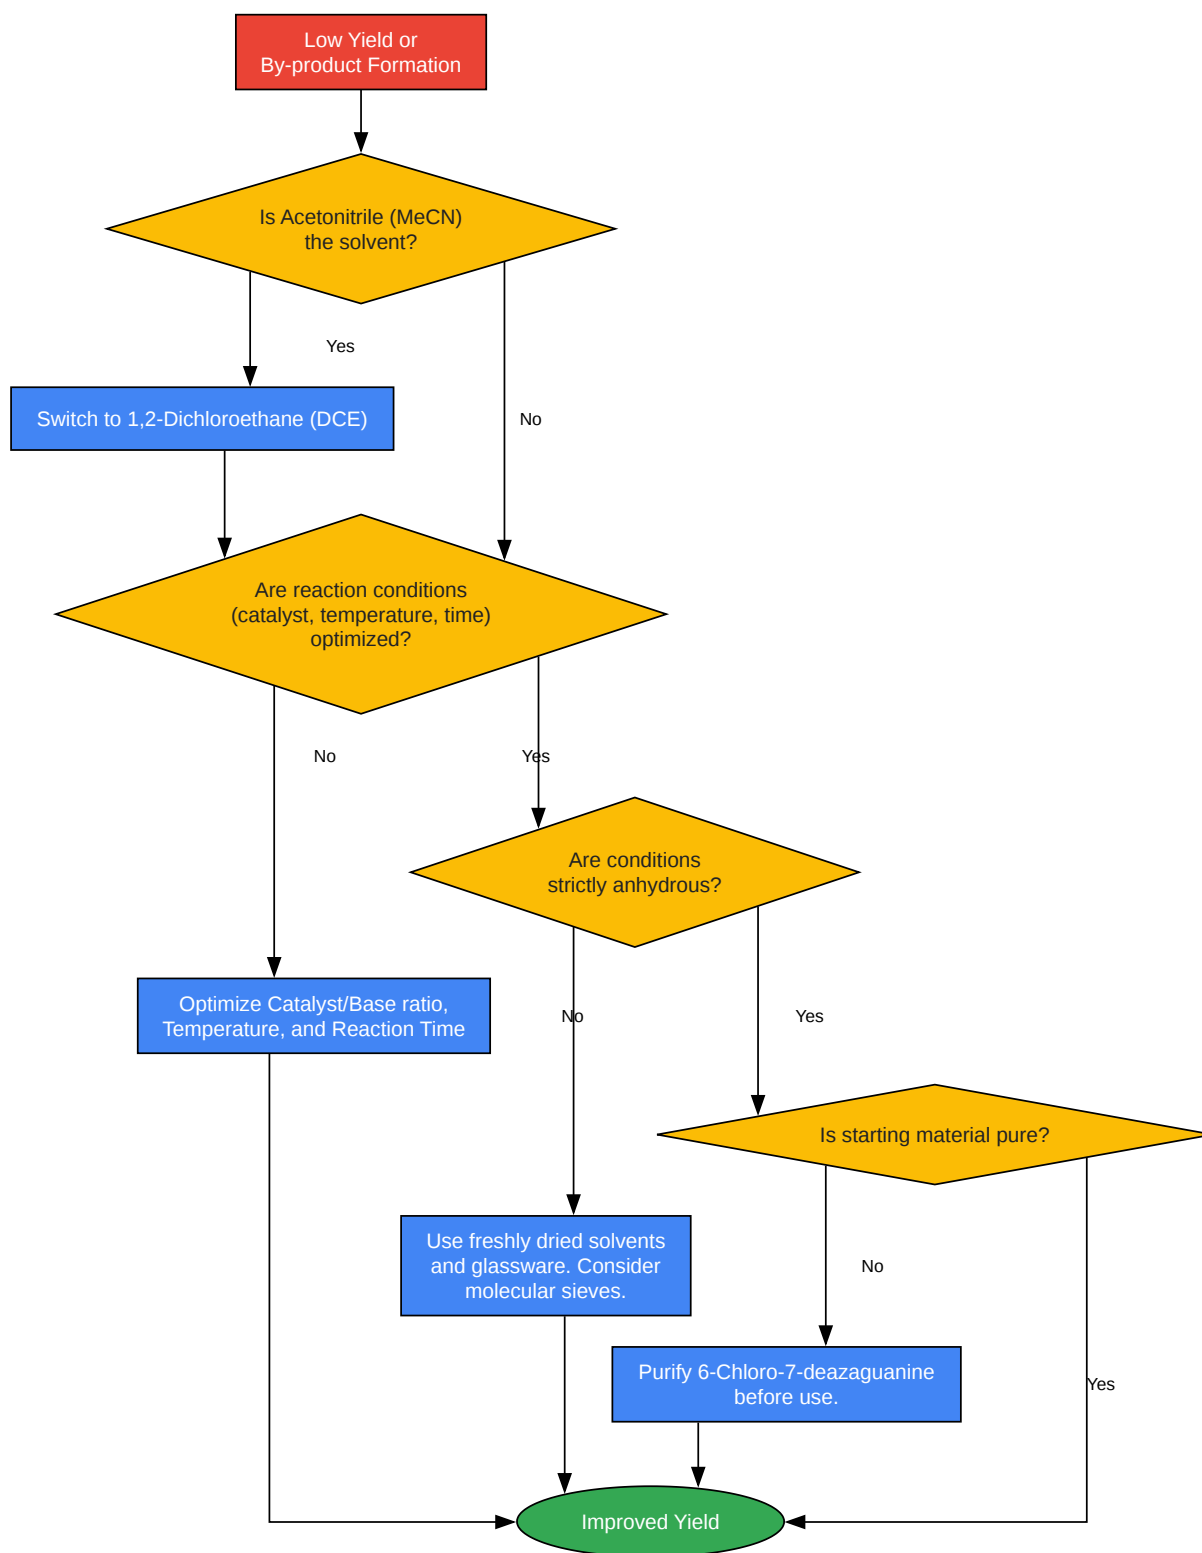 Low Yield or
By-product Formation
Is Acetonitrile (MeCN)
the solvent?
Yes
Switch to 1,2-Dichloroethane (DCE)
No
Are reaction conditions
(catalyst, temperature, time)
optimized?
No
Yes
Are conditions
strictly anhydrous?
Optimize Catalyst/Base ratio,
Temperature, and Reaction Time
No
Yes
Is starting material pure?
Use freshly dried solvents
and glassware. Consider
molecular sieves.
No
Purify 6-Chloro-7-deazaguanine
before use.
Yes
Improved Yield